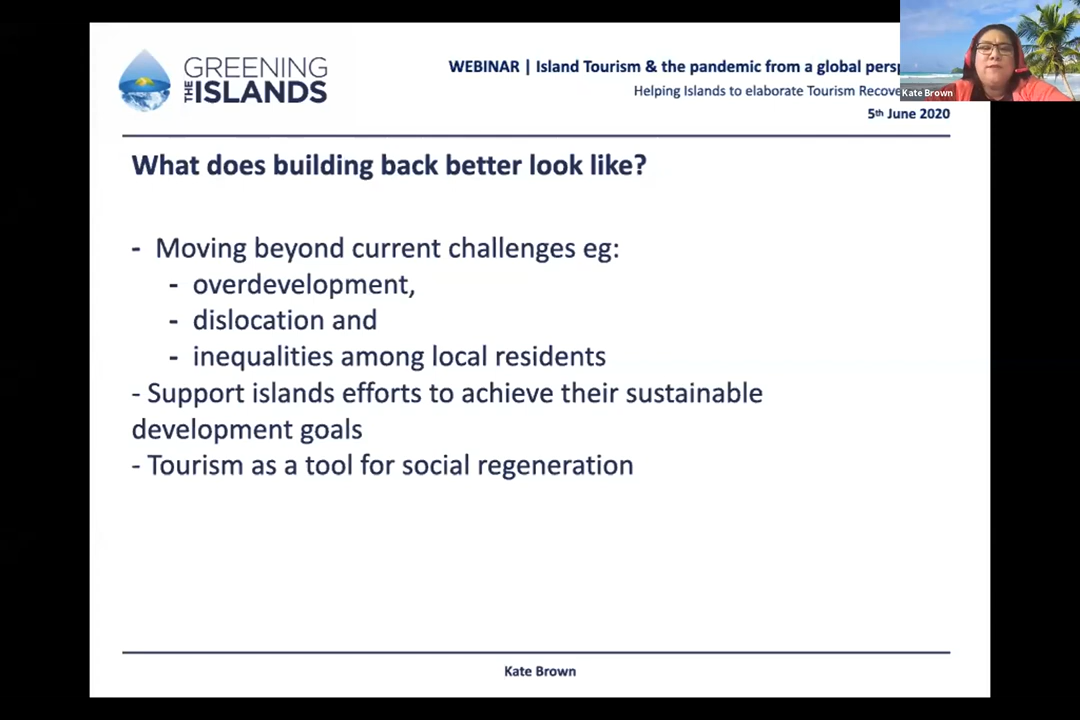 GREENING
THE ISLANDS
WEBINAR | Island Tourism & the pandemic from a global
Helping Islands to elaborate Tourism
5th June 2020
Kate Brown
What does building back better look like?
- Moving beyond current challenges eg:
- overdevelopment,
- dislocation and
- inequalities among local residents
- Support islands efforts to achieve their sustainable
development goals
- Tourism as a tool for social regeneration
Kate Brown